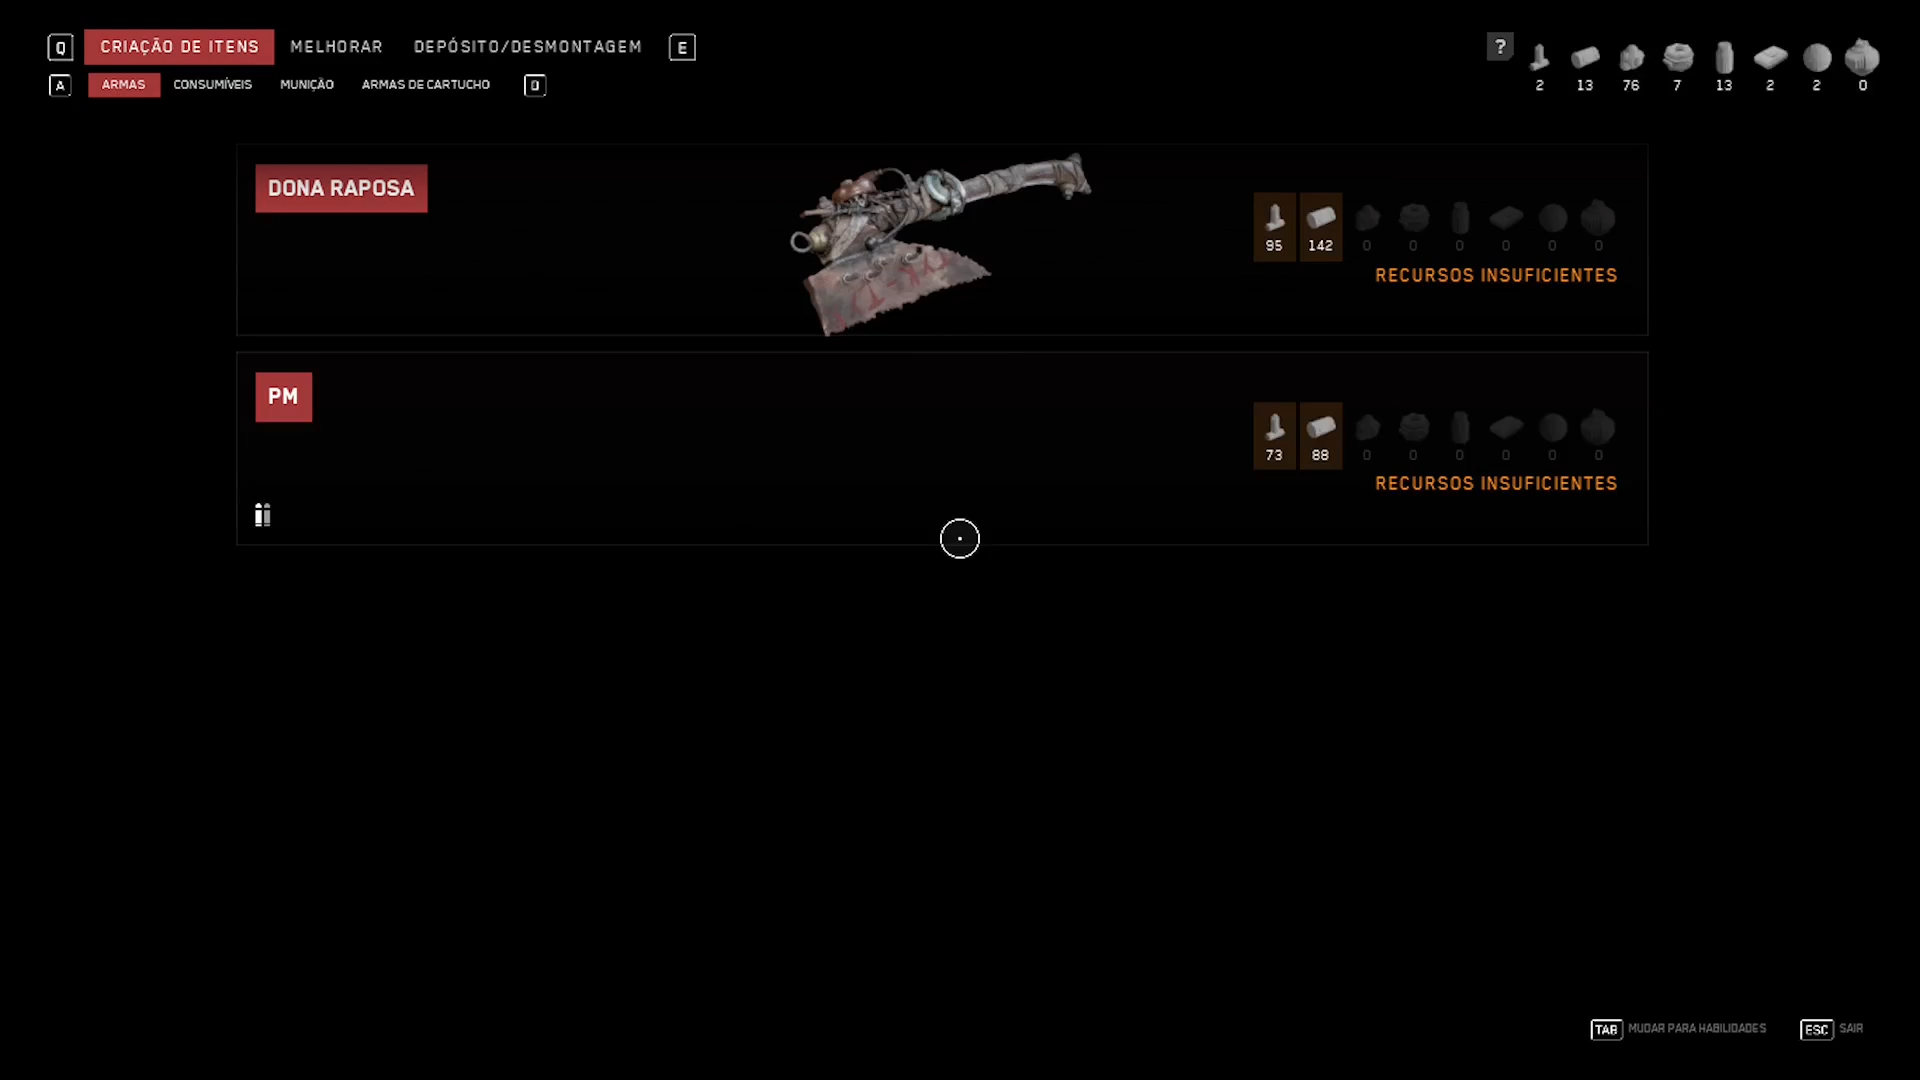 Q CRIAÇÃO DE ITENS MELHORAR DEPÓSITO/DESMONTAGEM E
A ARMAS CONSUMÍVEIS MUNIÇÃO ARMAS DE CARTUCHO D
?
2 13 76 7 13 2 2 0
DONA RAPOSA
95 142 0 0 0 0 0 0
RECURSOS INSUFICIENTES
PM
73 88 0 0 0 0 0 0
RECURSOS INSUFICIENTES
TAB MUDAR PARA HABILIDADES ESC SAIR